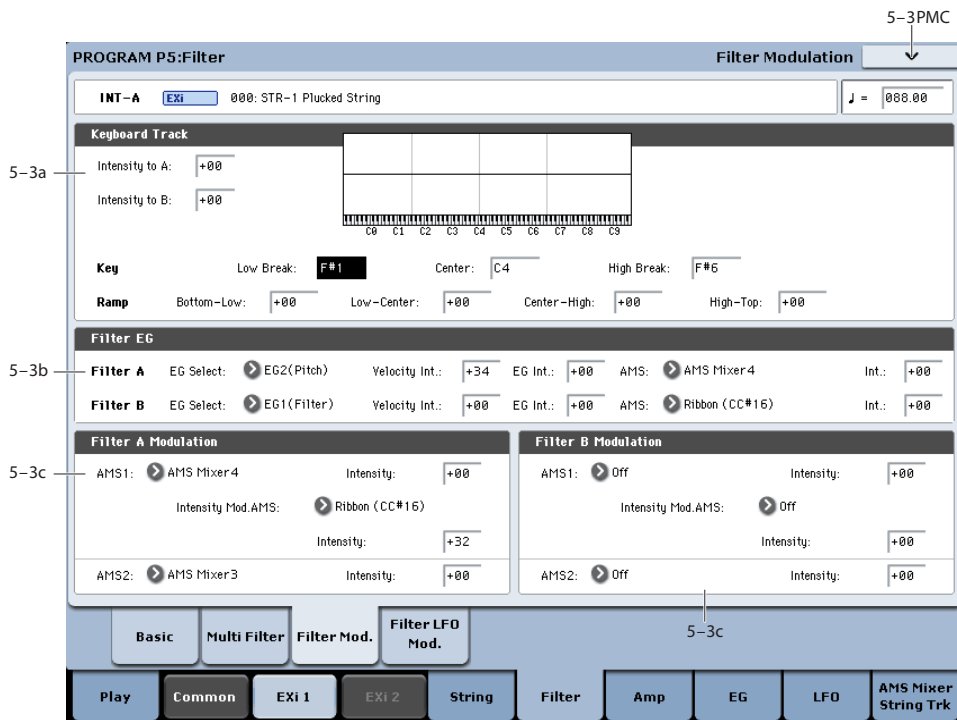 5-3PMC
PROGRAM P5:Filter Filter Modulation
INT-A EXi 000: STR-1 Plucked String ♩ = 088.00
Keyboard Track
5-3a
Intensity to A: +00
Intensity to B: +00
C0 C1 C2 C3 C4 C5 C6 C7 C8 C9
Key Low Break: F#1 Center: C4 High Break: F#6
Ramp Bottom-Low: +00 Low-Center: +00 Center-High: +00 High-Top: +00
Filter EG
5-3b
Filter A EG Select: EG2(Pitch) Velocity Int.: +34 EG Int.: +00 AMS: AMS Mixer4 Int.: +00
Filter B EG Select: EG1(Filter) Velocity Int.: +00 EG Int.: +00 AMS: Ribbon (CC#16) Int.: +00
Filter A Modulation
5-3c
AMS1: AMS Mixer4 Intensity: +00
Intensity Mod.AMS: Ribbon (CC#16)
Intensity: +32
AMS2: AMS Mixer3 Intensity: +00
Filter B Modulation
AMS1: Off Intensity: +00
Intensity Mod.AMS: Off
Intensity: +00
AMS2: Off Intensity: +00
5-3c
Basic Multi Filter Filter Mod. Filter LFO Mod.
Play Common EXi 1 EXi 2 String Filter Amp EG LFO AMS Mixer String Trk